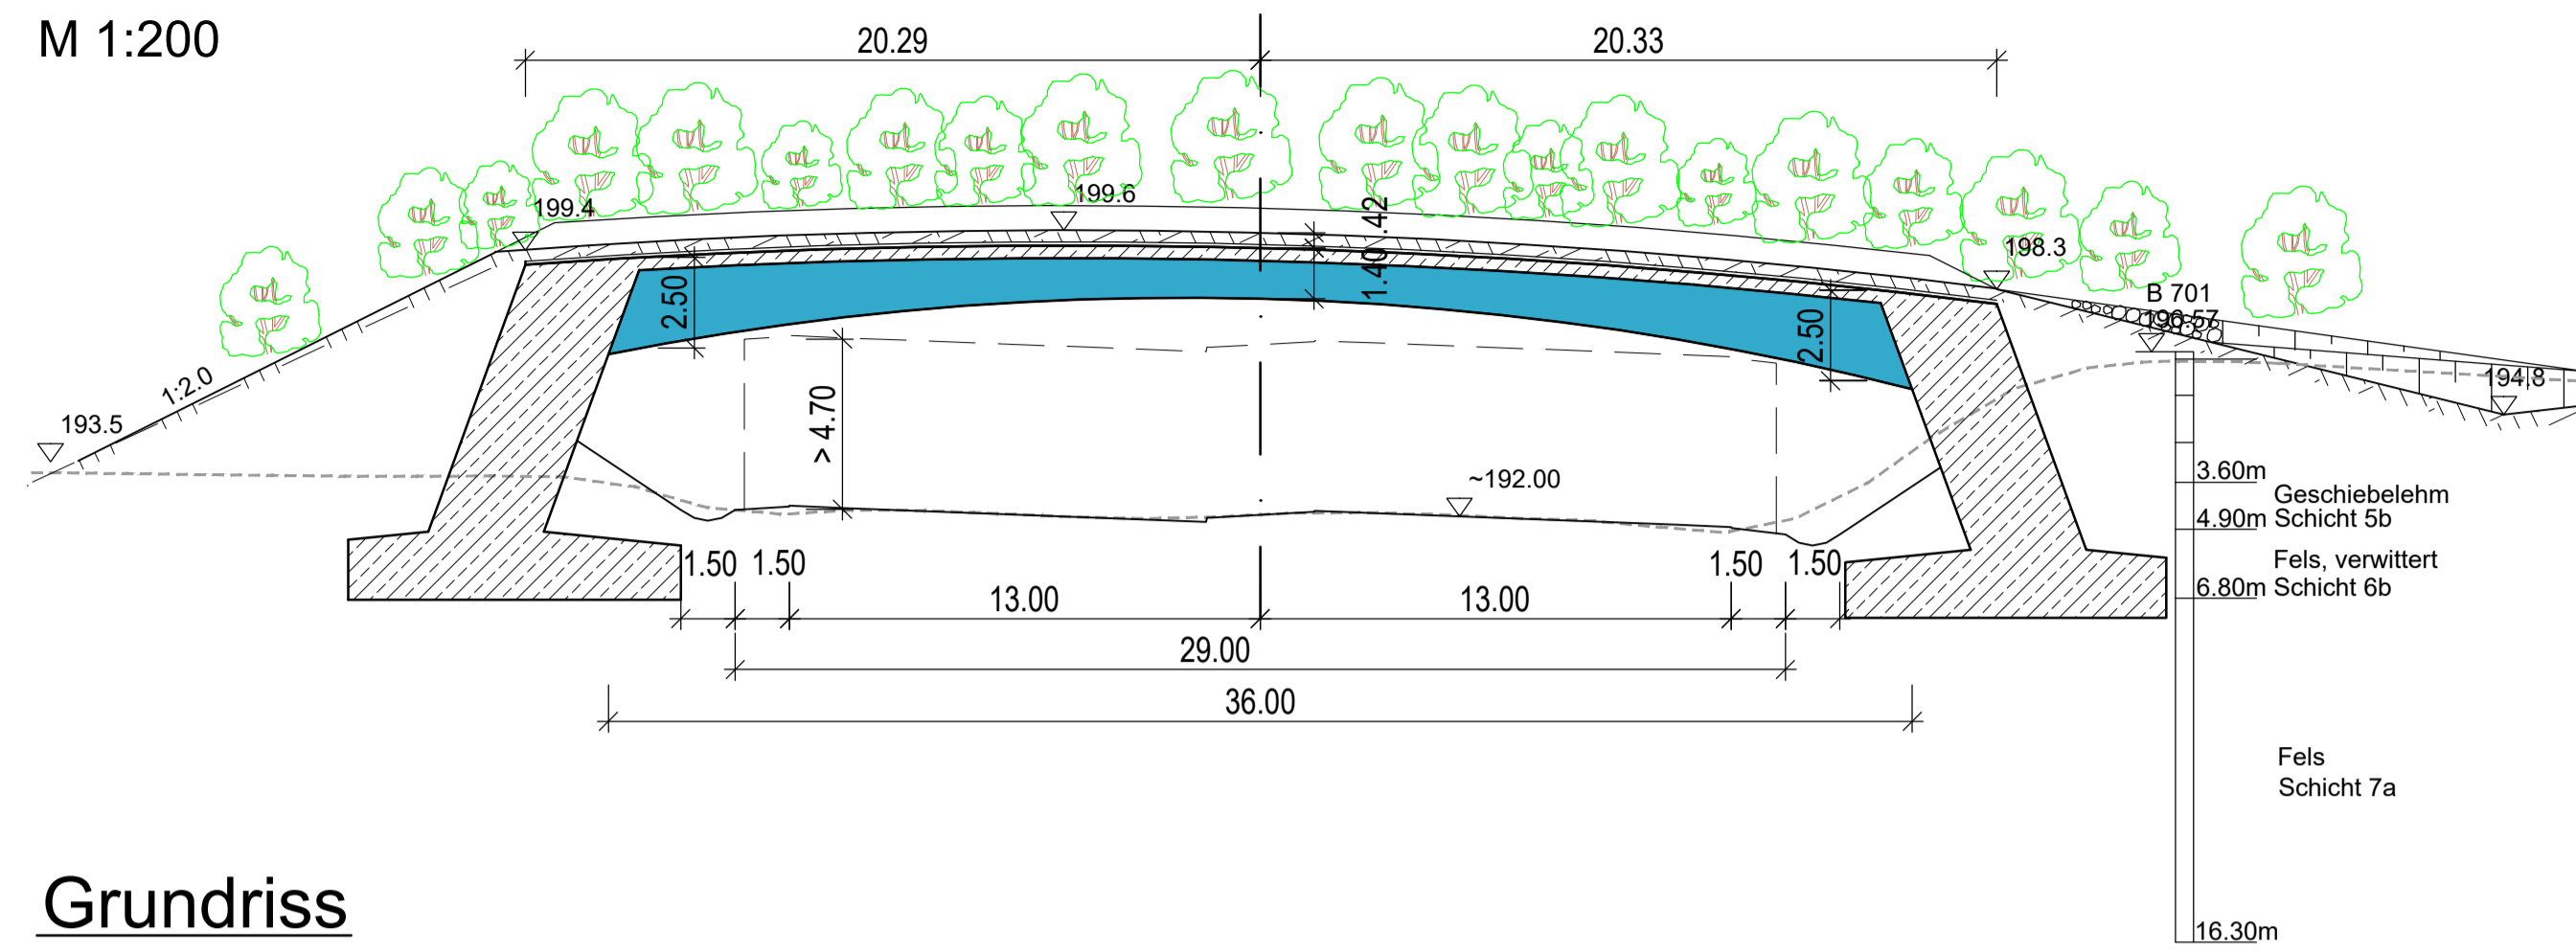 M 1:200
20.29
20.33
199.4
199.6
.42
1.40
198.3
B 701
196.57
2.50
2.50
1:2.0
> 4.70
194.8
193.5
~192.00
3.60m
Geschiebelehm
4.90m Schicht 5b
1.50 1.50
1.50 1.50
Fels, verwittert
6.80m Schicht 6b
13.00
13.00
29.00
36.00
Fels
Schicht 7a
Grundriss
16.30m